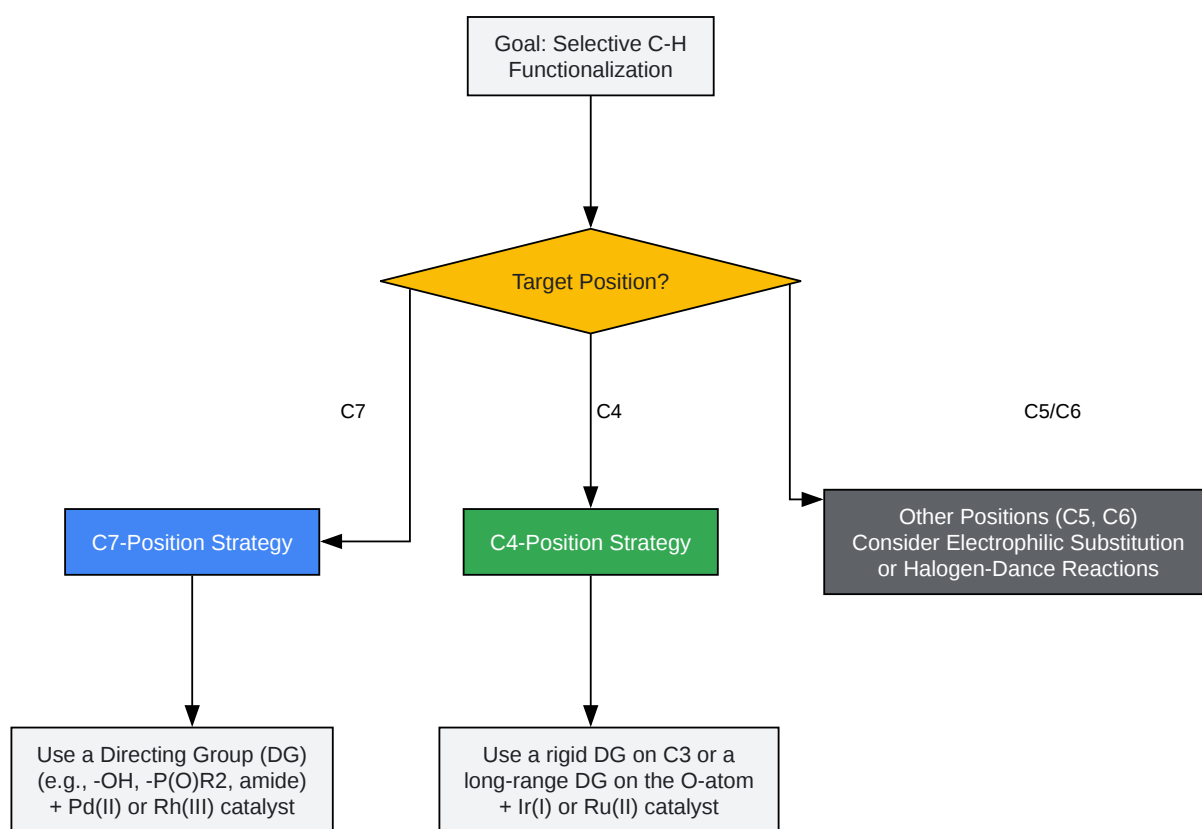 Goal: Selective C-H
Functionalization
Target Position?
C7
C4
C5/C6
C7-Position Strategy
C4-Position Strategy
Other Positions (C5, C6)
Consider Electrophilic Substitution
or Halogen-Dance Reactions
Use a Directing Group (DG)
(e.g., -OH, -P(O)R2, amide)
+ Pd(II) or Rh(III) catalyst
Use a rigid DG on C3 or a
long-range DG on the O-atom
+ Ir(I) or Ru(II) catalyst